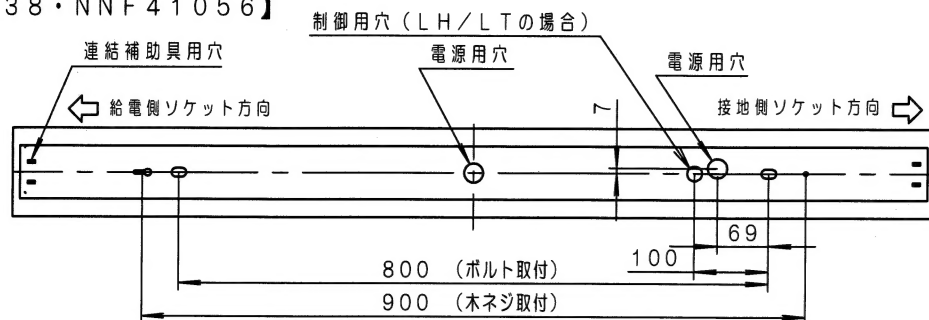 38・NNF41056】
制御用穴（LH/LTの場合）
連結補助具用穴
電源用穴
電源用穴
給電側ソケット方向
7
接地側ソケット方向
69
100
800 （ボルト取付）
900 （木ネジ取付）